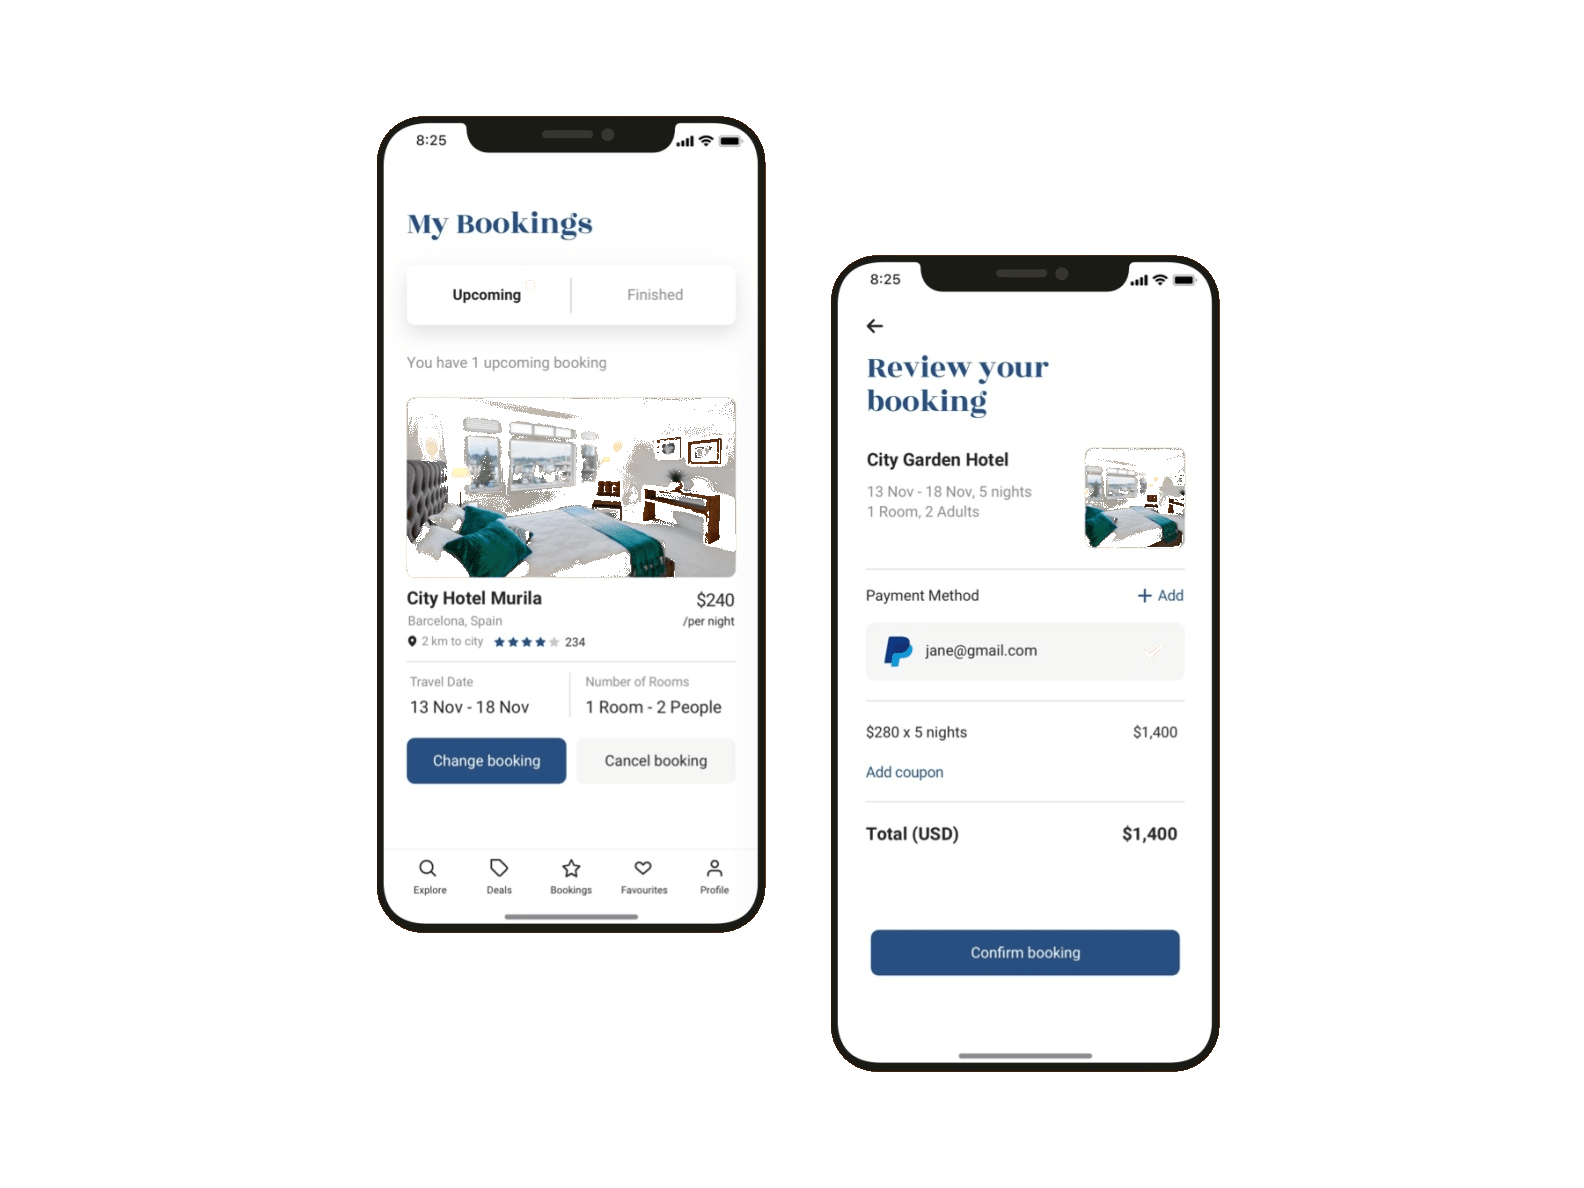 8:25
My Bookings
Upcoming
Finished
You have 1 upcoming booking
City Hotel Murila
$240
Barcelona, Spain
/per night
2 km to city
234
Travel Date
Number of Rooms
13 Nov - 18 Nov
1 Room - 2 People
Change booking
Cancel booking
Explore
Deals
Bookings
Favourites
Profile
8:25
Review your
booking
City Garden Hotel
13 Nov - 18 Nov, 5 nights
1 Room, 2 Adults
Payment Method
+ Add
jane@gmail.com
$280 x 5 nights
$1,400
Add coupon
Total (USD)
$1,400
Confirm booking